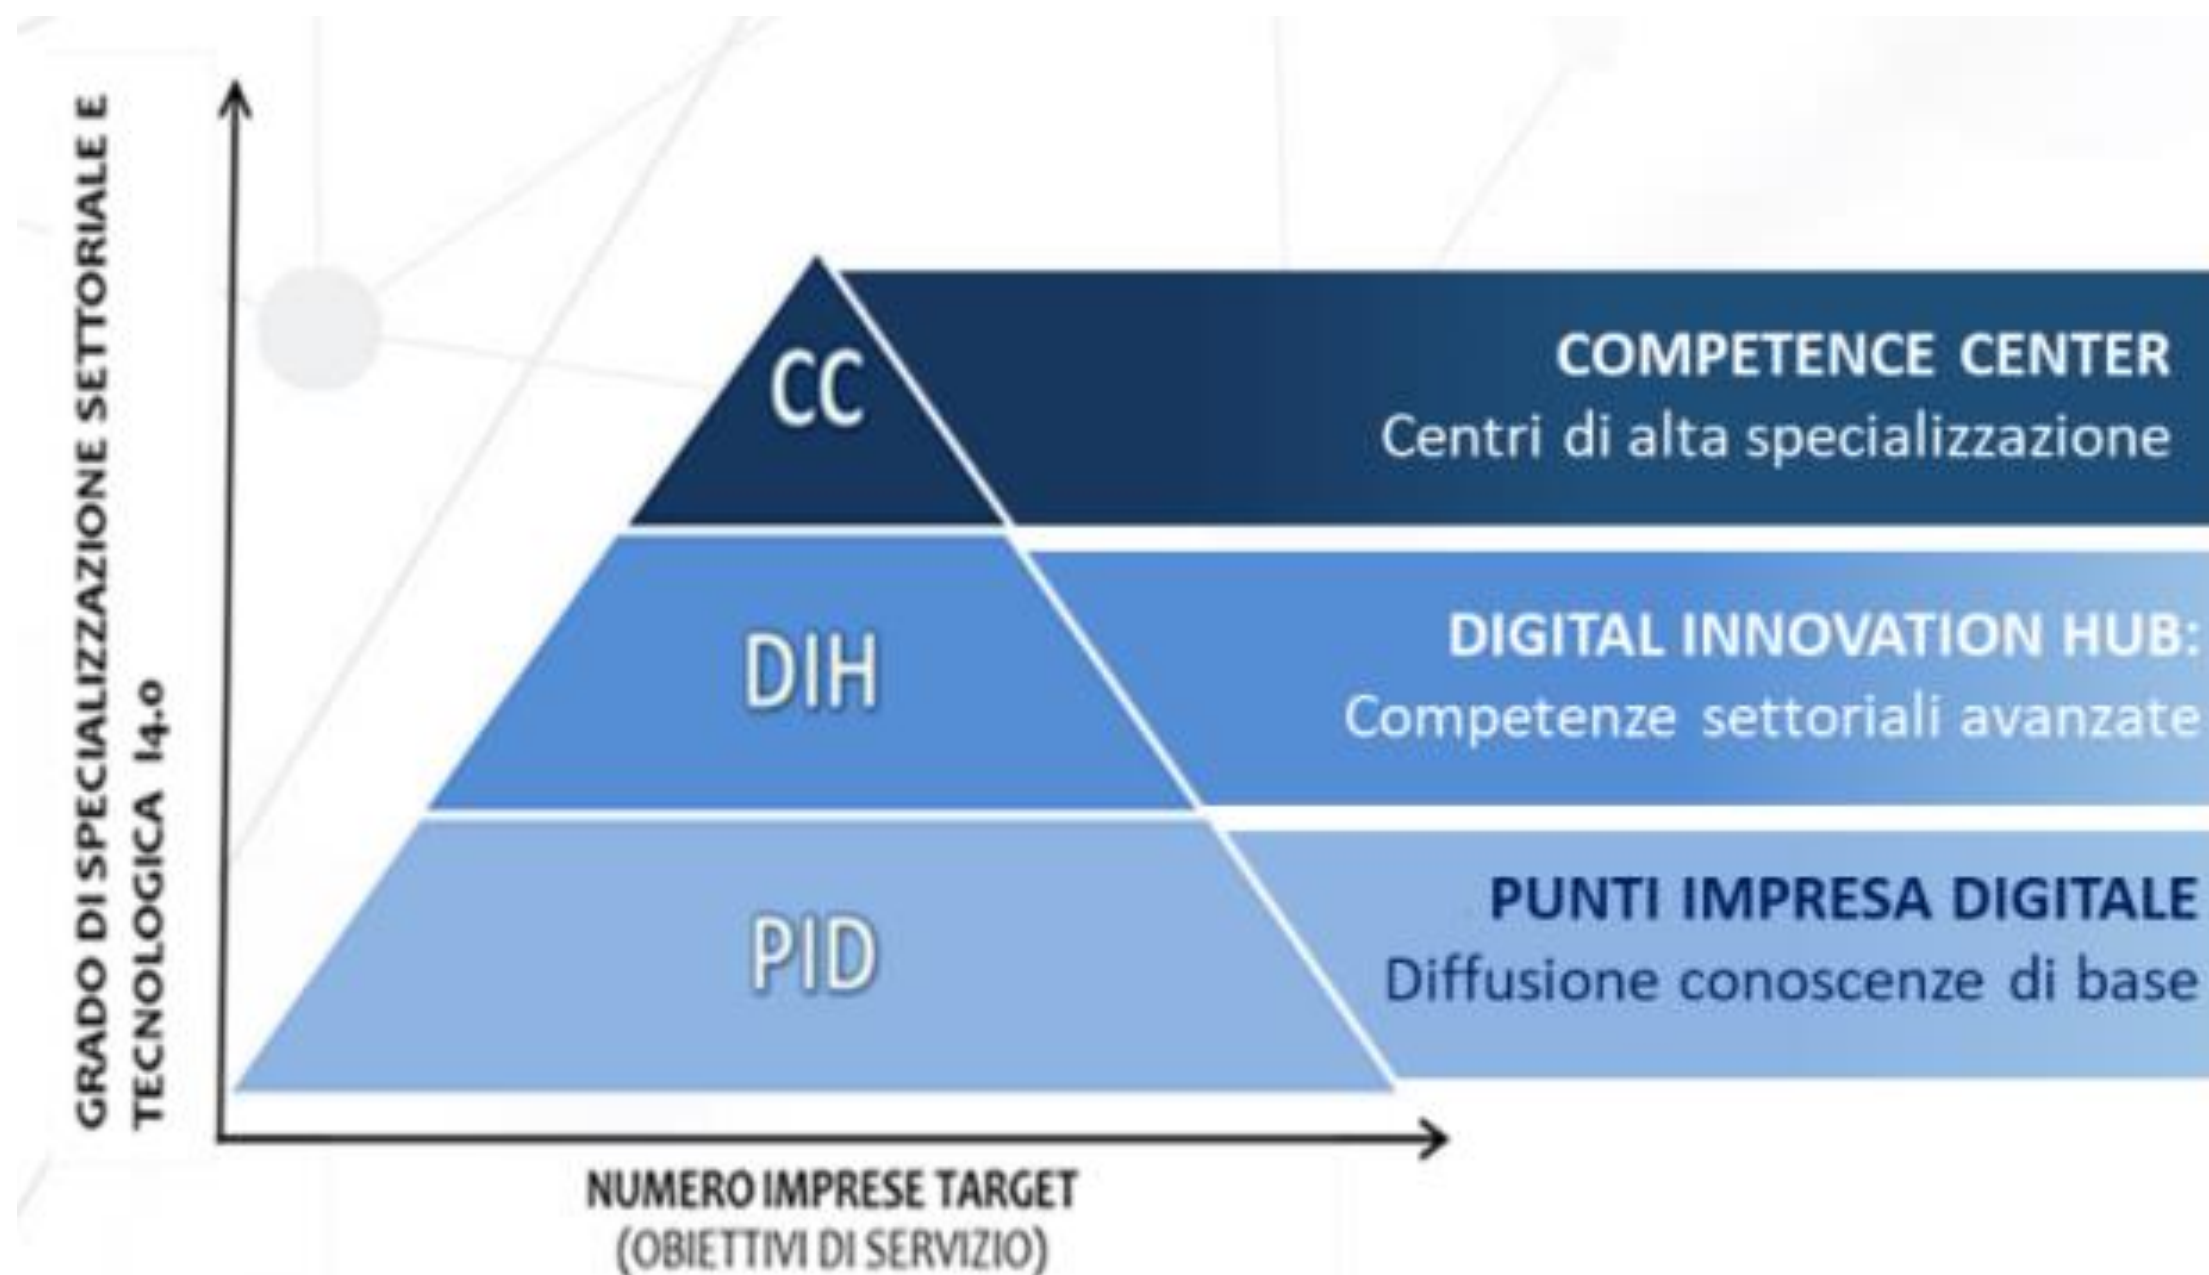 GRADO DI SPECIALIZZAZIONE SETTORIALE E
TECNOLOGICA I4.0
CC
COMPETENCE CENTER
Centri di alta specializzazione
DIH
DIGITAL INNOVATION HUB:
Competenze settoriali avanzate
PID
PUNTI IMPRESA DIGITALE
Diffusione conoscenze di base
NUMERO IMPRESE TARGET
(OBIETTIVI DI SERVIZIO)